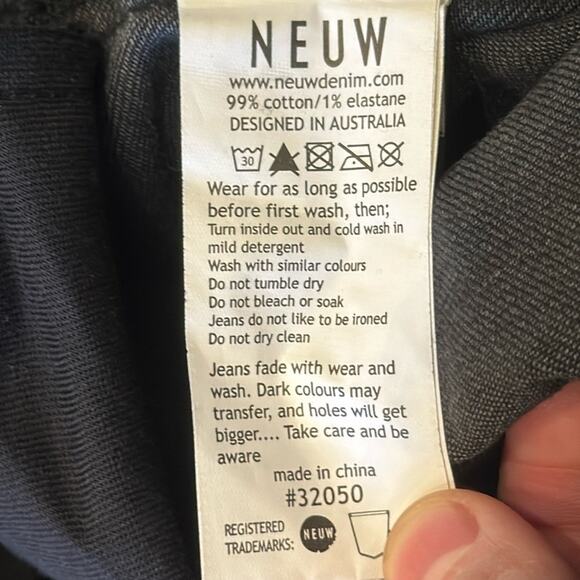 NEUW
www.neuwdenim.com
99% cotton/1% elastane
DESIGNED IN AUSTRALIA
30
Wear for as long as possible
before first wash, then;
Turn inside out and cold wash in
mild detergent
Wash with similar colours
Do not tumble dry
Do not bleach or soak
Jeans do not like to be ironed
Do not dry clean
Jeans fade with wear and
wash. Dark colours may
transfer, and holes will get
bigger.... Take care and be
aware
made in china
#32050
REGISTERED
TRADEMARKS:
NEUW